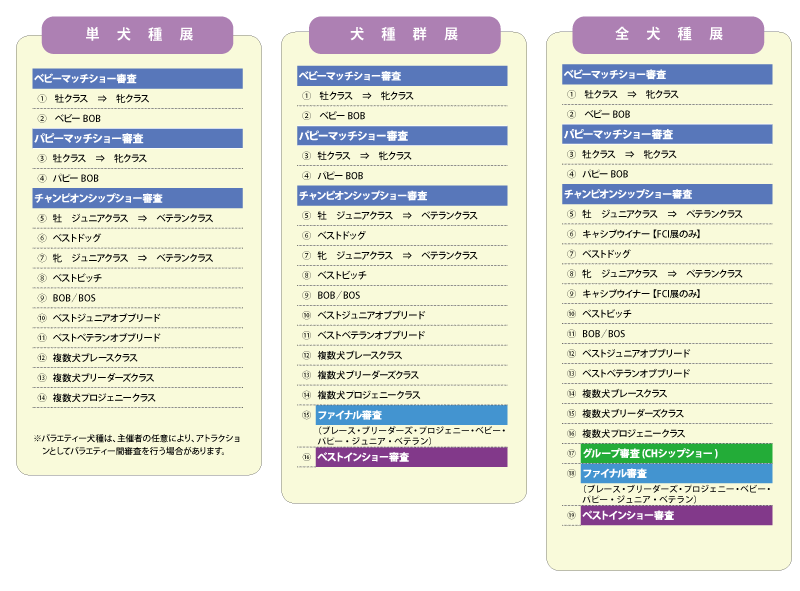 単犬種展
ベビーマッチショー審査
① 牡クラス ⇒ 牝クラス
② ベビー BOB
パピーマッチショー審査
③ 牡クラス ⇒ 牝クラス
④ パピー BOB
チャンピオンシップショー審査
⑤ 牡 ジュニアクラス ⇒ ベテランクラス
⑥ ベストドッグ
⑦ 牝 ジュニアクラス ⇒ ベテランクラス
⑧ ベストビッチ
⑨ BOB/BOS
⑩ ベストジュニアオブブリード
⑪ ベストベテランオブブリード
⑫ 複数犬ブレースクラス
⑬ 複数犬ブリーダーズクラス
⑭ 複数犬プロジェニークラス
※バラエティー犬種は、主催者の任意により、アトラクショ
ンとしてバラエティー間審査を行う場合があります。
犬種群展
ベビーマッチショー審査
① 牡クラス ⇒ 牝クラス
② ベビー BOB
パピーマッチショー審査
③ 牡クラス ⇒ 牝クラス
④ パピー BOB
チャンピオンシップショー審査
⑤ 牡 ジュニアクラス ⇒ ベテランクラス
⑥ ベストドッグ
⑦ 牝 ジュニアクラス ⇒ ベテランクラス
⑧ ベストビッチ
⑨ BOB/BOS
⑩ ベストジュニアオブブリード
⑪ ベストベテランオブブリード
⑫ 複数犬ブレースクラス
⑬ 複数犬ブリーダーズクラス
⑭ 複数犬プロジェニークラス
⑮ ファイナル審査
（ブレース・ブリーダーズ・プロジェニー・ベビー・
パピー・ジュニア・ベテラン）
⑯ ベストインショー審査
全犬種展
ベビーマッチショー審査
① 牡クラス ⇒ 牝クラス
② ベビー BOB
パピーマッチショー審査
③ 牡クラス ⇒ 牝クラス
④ パピー BOB
チャンピオンシップショー審査
⑤ 牡 ジュニアクラス ⇒ ベテランクラス
⑥ キャシブウイナー【FCI展のみ】
⑦ ベストドッグ
⑧ 牝 ジュニアクラス ⇒ ベテランクラス
⑨ キャシブウイナー【FCI展のみ】
⑩ ベストビッチ
⑪ BOB/BOS
⑫ ベストジュニアオブブリード
⑬ ベストベテランオブブリード
⑭ 複数犬ブレースクラス
⑮ 複数犬ブリーダーズクラス
⑯ 複数犬プロジェニークラス
⑰ グループ審査(CHシップショー)
⑱ ファイナル審査
（ブレース・ブリーダーズ・プロジェニー・ベビー・
パピー・ジュニア・ベテラン）
⑲ ベストインショー審査